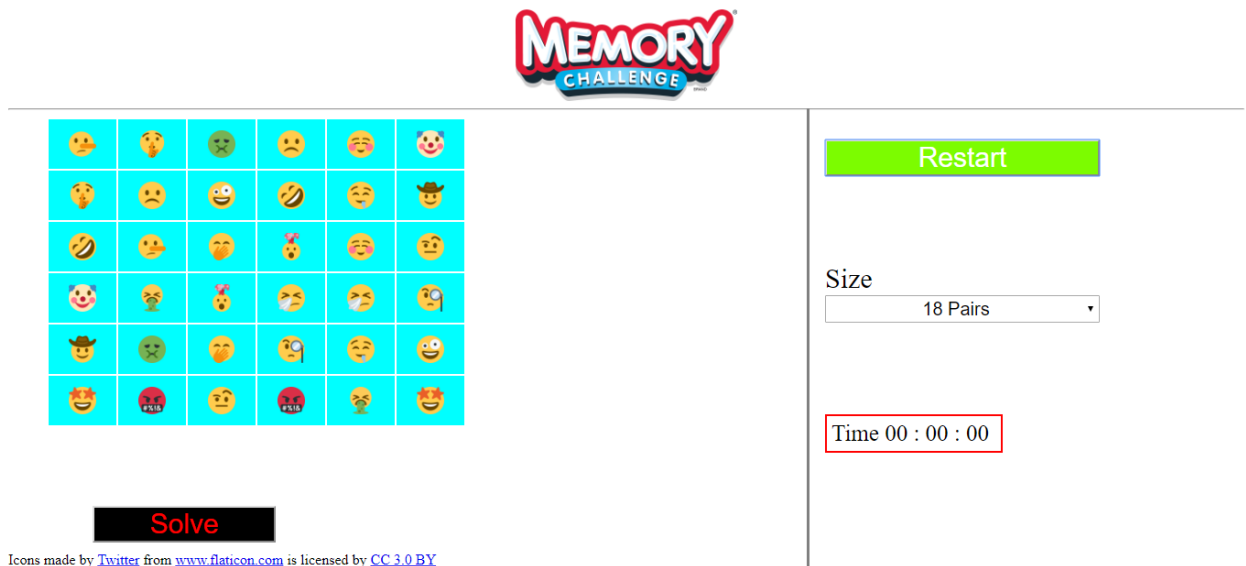 MEMORY
CHALLENGE
Restart
Size
18 Pairs
Time 00 : 00 : 00
Solve
Icons made by Twitter from www.flaticon.com is licensed by CC 3.0 BY